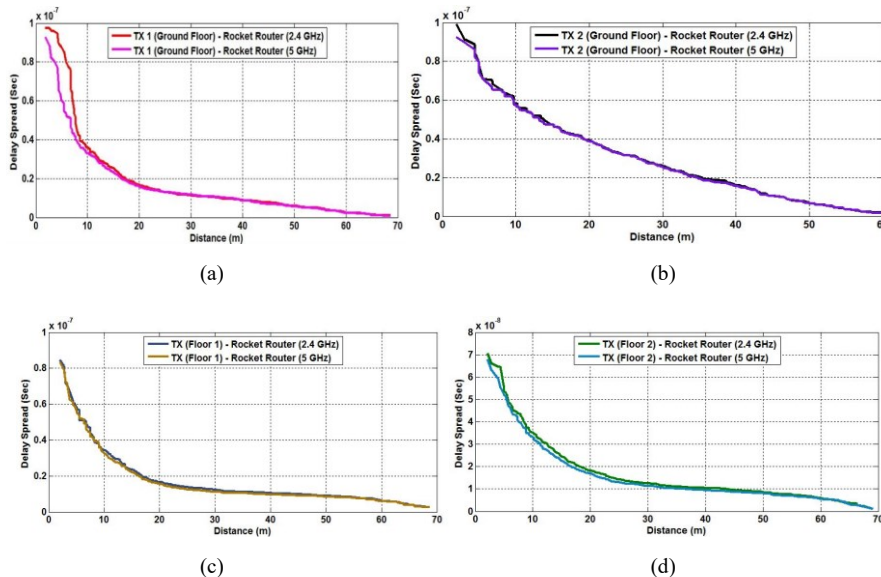 x 10⁻⁷
TX 1 (Ground Floor) - Rocket Router (2.4 GHz)
TX 1 (Ground Floor) - Rocket Router (5 GHz)
Delay Spread (Sec)
1
0.8
0.6
0.4
0.2
0
0 10 20 30 40 50 60 70
Distance (m)
(a)
x 10⁻⁷
TX 2 (Ground Floor) - Rocket Router (2.4 GHz)
TX 2 (Ground Floor) - Rocket Router (5 GHz)
Delay Spread (Sec)
1
0.8
0.6
0.4
0.2
0
0 10 20 30 40 50 60
Distance (m)
(b)
x 10⁻⁷
TX (Floor 1) - Rocket Router (2.4 GHz)
TX (Floor 1) - Rocket Router (5 GHz)
Delay Spread (Sec)
1
0.8
0.6
0.4
0.2
0
0 10 20 30 40 50 60 70
Distance (m)
(c)
x 10⁻⁸
TX (Floor 2) - Rocket Router (2.4 GHz)
TX (Floor 2) - Rocket Router (5 GHz)
Delay Spread (Sec)
8
7
6
5
4
3
2
1
0
0 10 20 30 40 50 60 70
Distance (m)
(d)